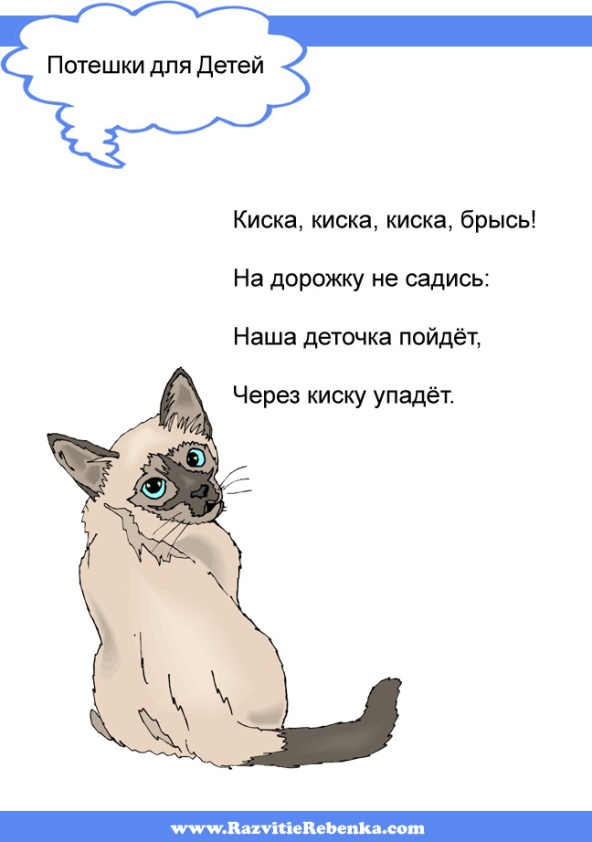 Потешки для Детей
Киска, киска, киска, брысь!
На дорожку не садись:
Наша деточка пойдёт,
Через киску упадёт.
www.RazvitieRebenka.com